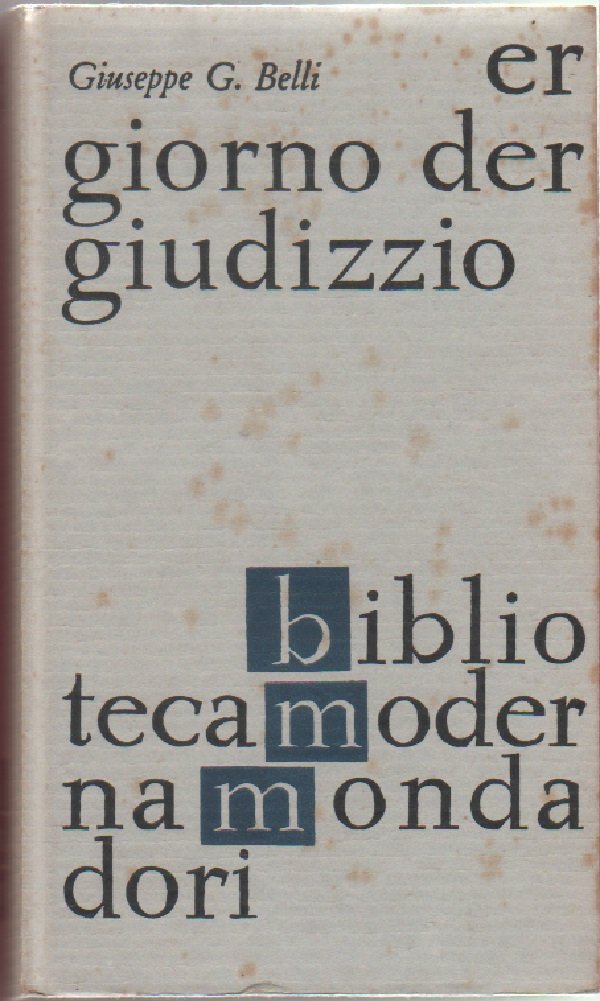 Giuseppe G. Belli er
giorno der
giudizzio
biblio
tecamoder
namonda
dori